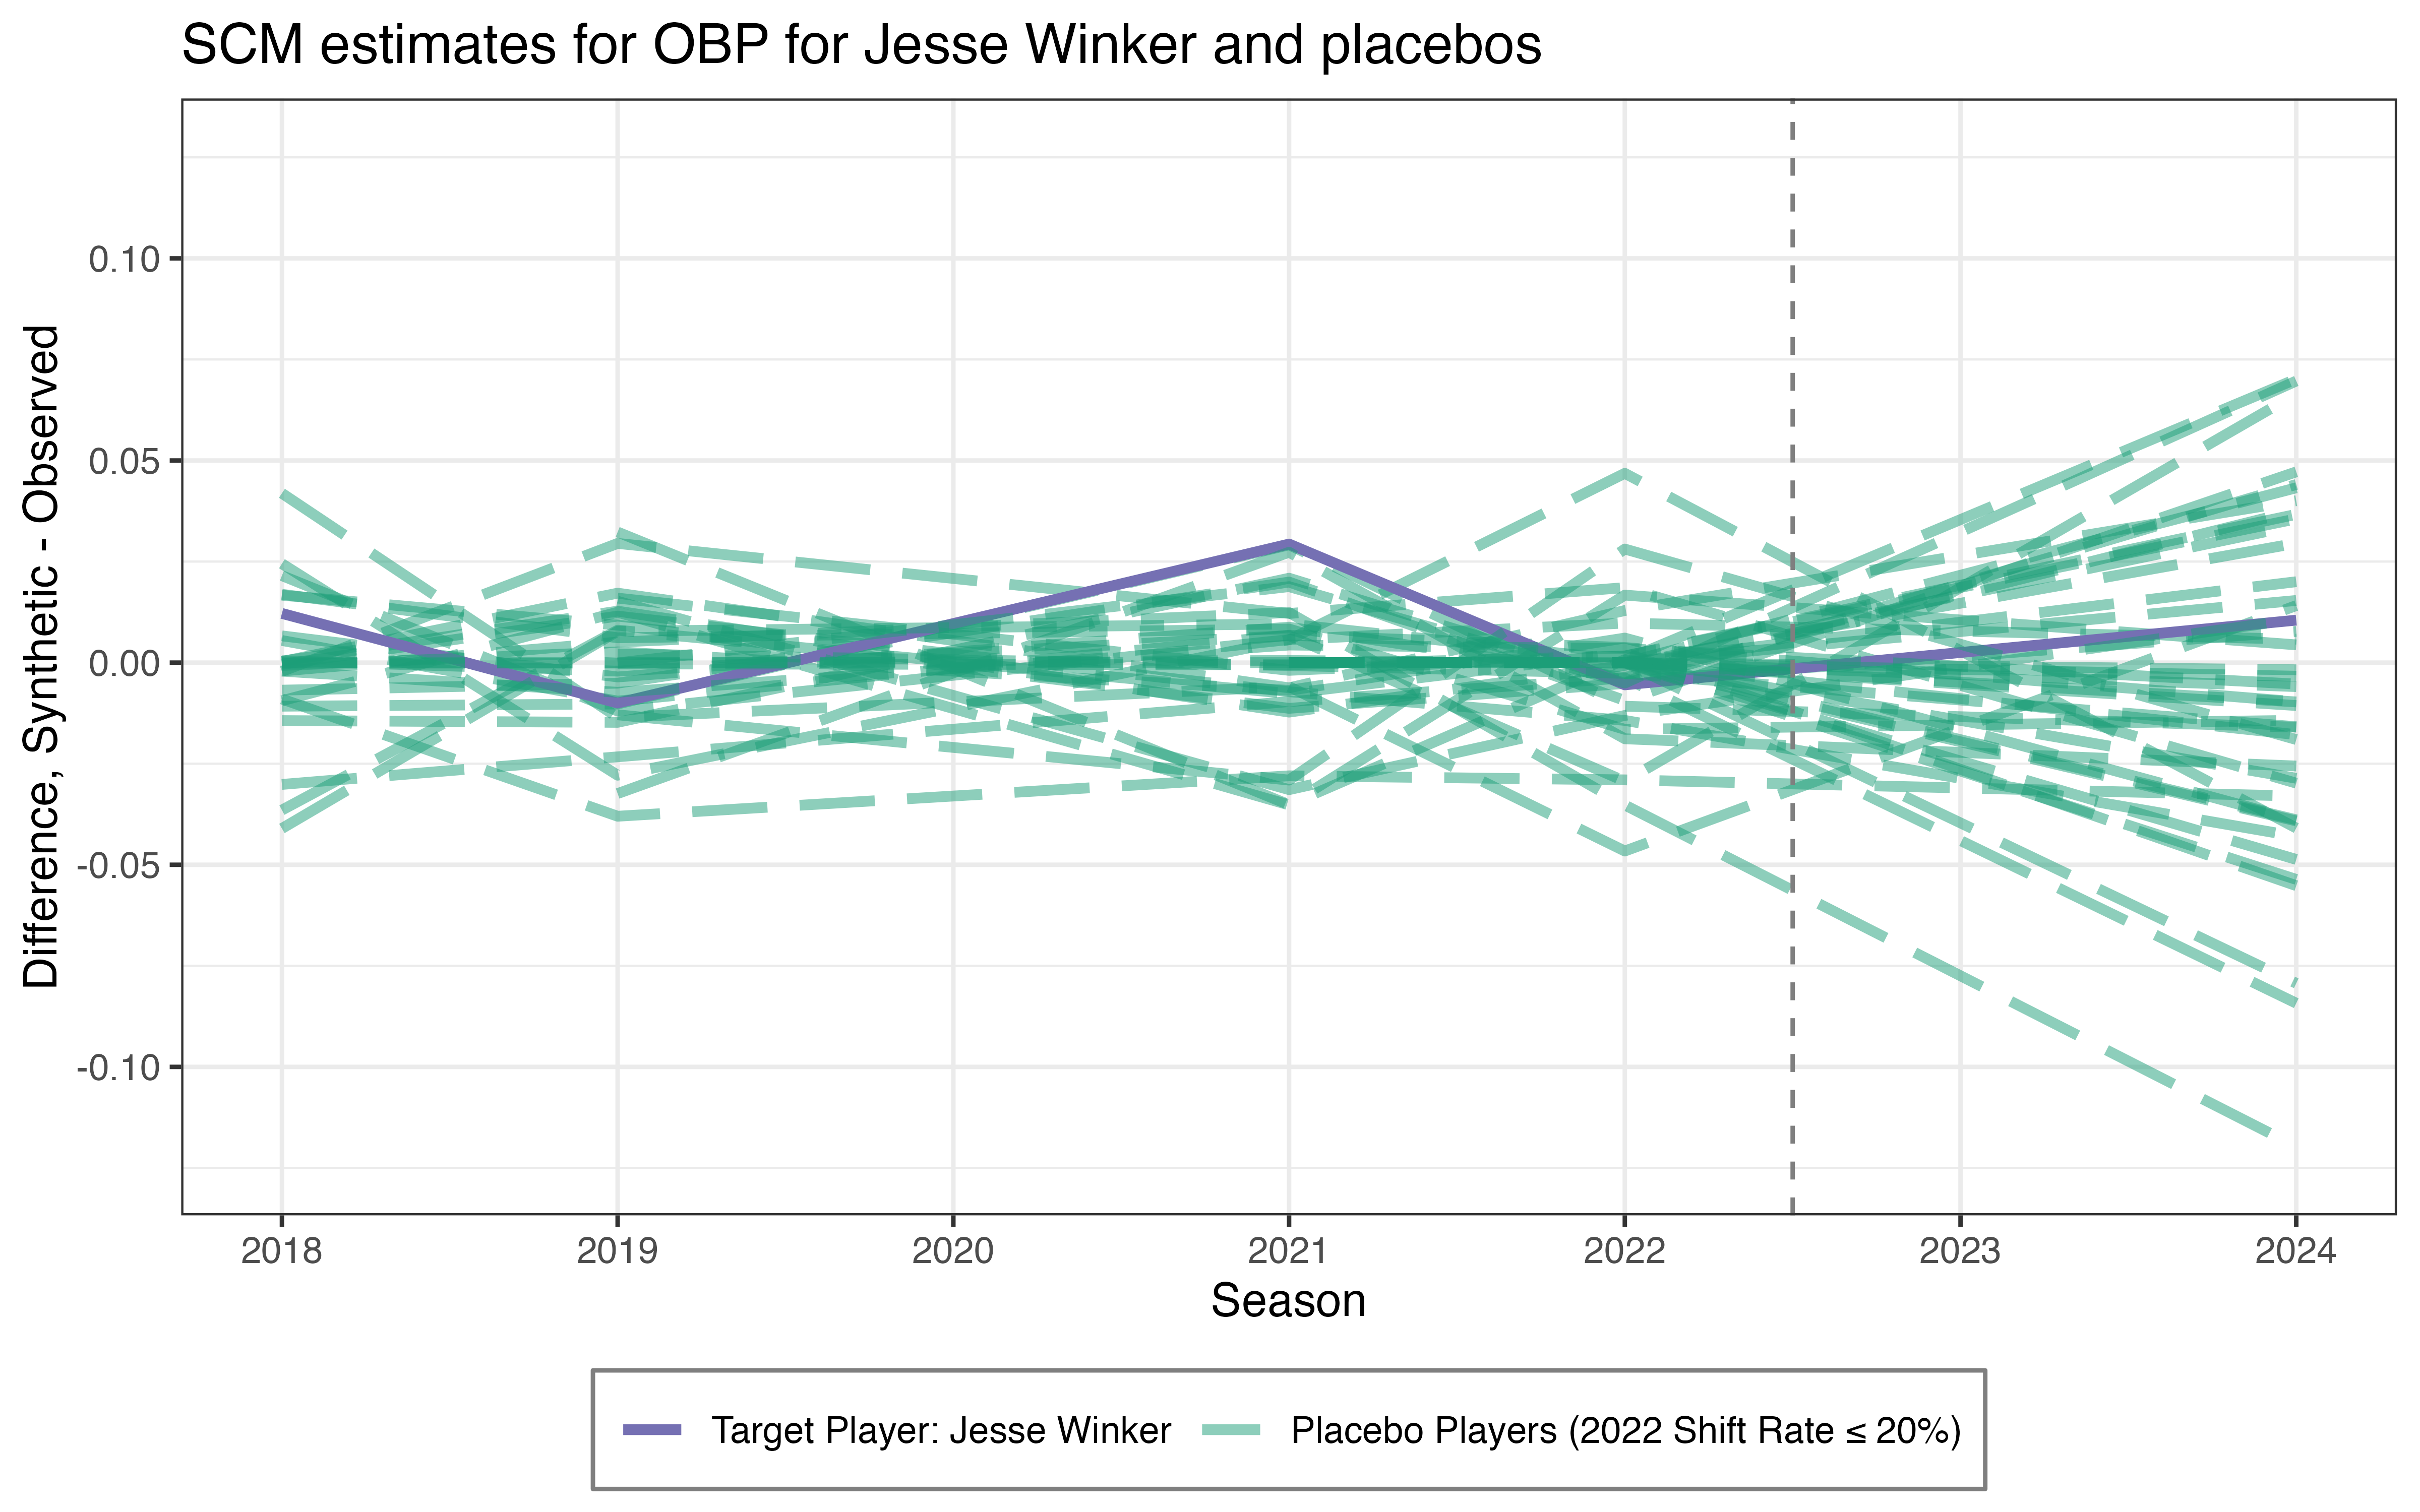 SCM estimates for OBP for Jesse Winker and placebos
Difference, Synthetic - Observed
0.10
0.05
0.00
-0.05
-0.10
2018 2019 2020 2021 2022 2023 2024
Season
Target Player: Jesse Winker Placebo Players (2022 Shift Rate ≤ 20%)